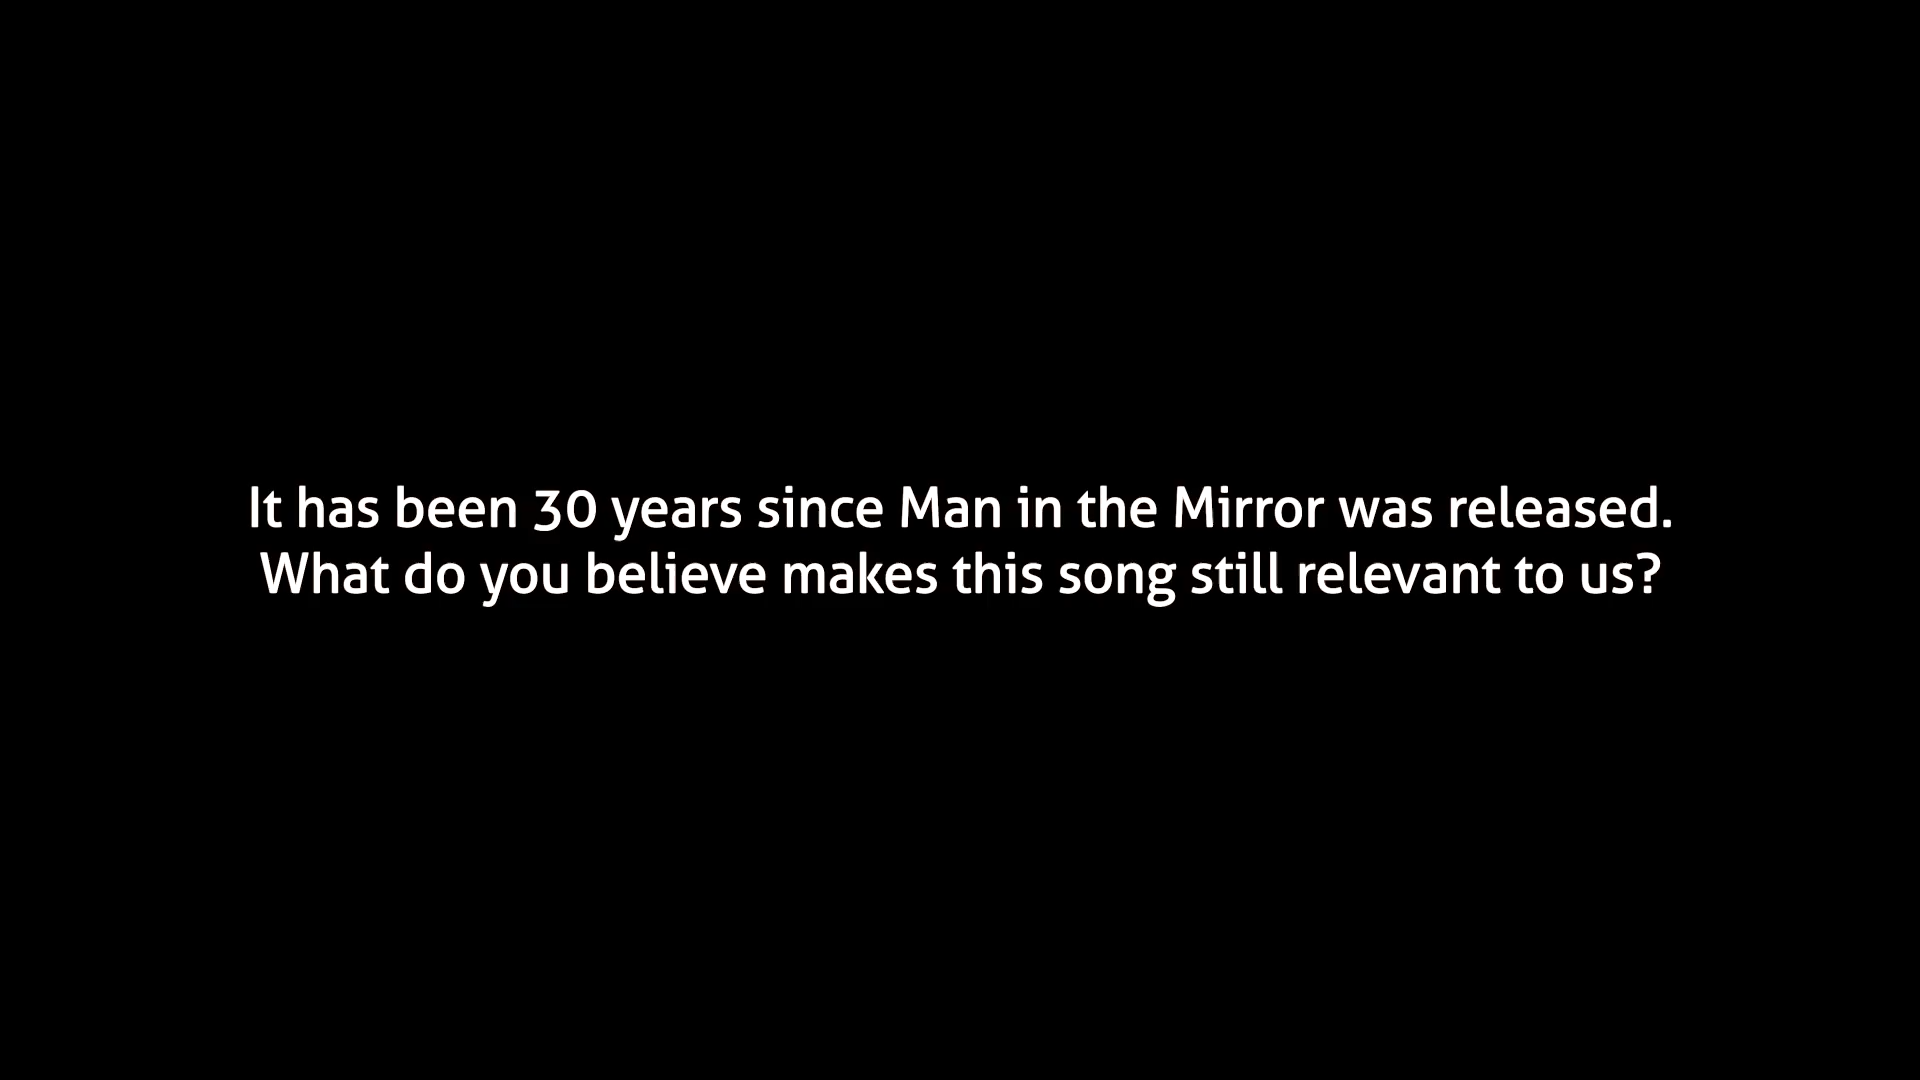 It has been 30 years since Man in the Mirror was released.
What do you believe makes this song still relevant to us?